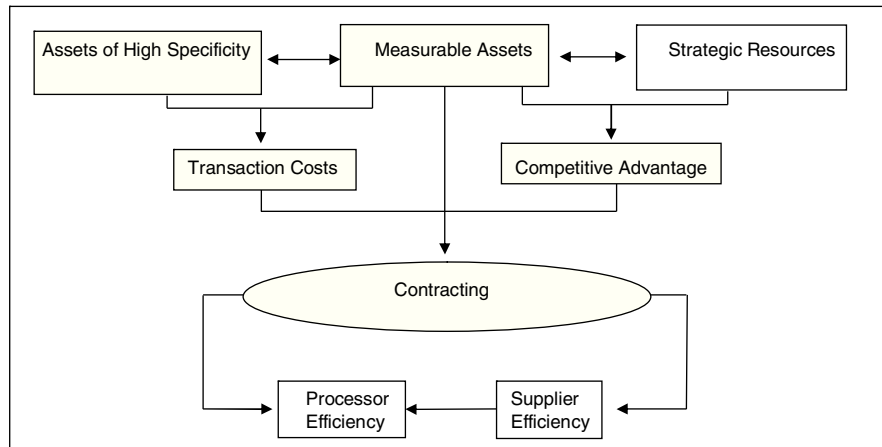 Assets of High Specificity
Measurable Assets
Strategic Resources
Transaction Costs
Competitive Advantage
Contracting
Processor
Efficiency
Supplier
Efficiency